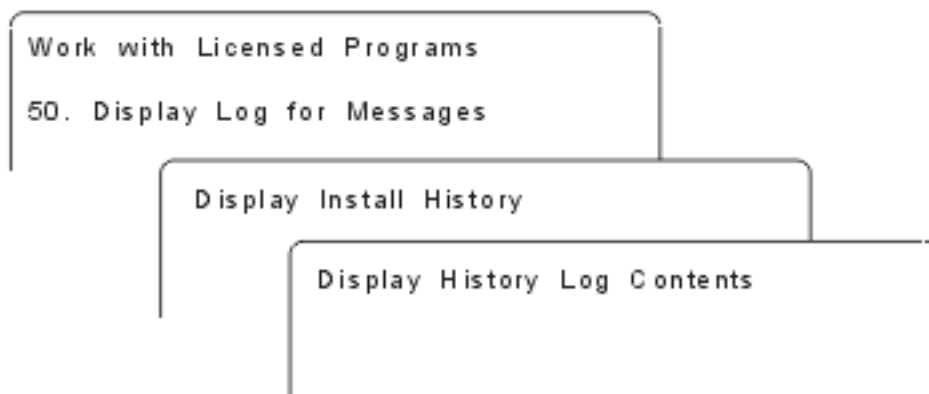 Work with Licensed Programs
50. Display Log for Messages
Display Install History
Display History Log Contents